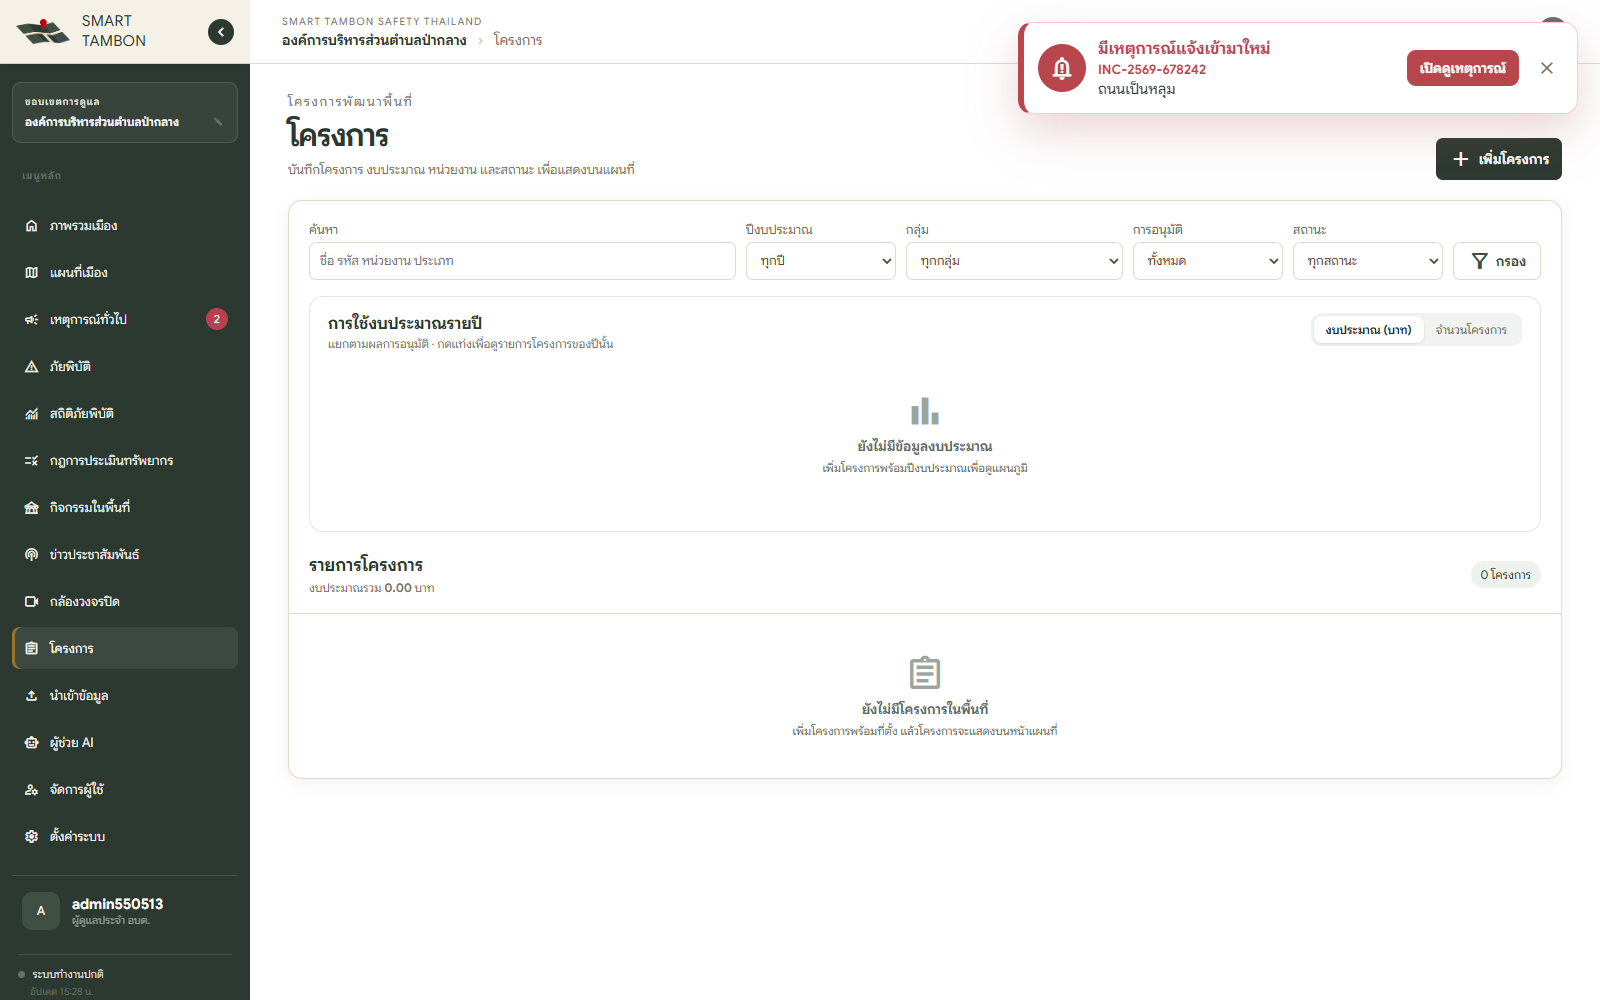 SMART
TAMBON
ขอบเขตการดูแล
องค์การบริหารส่วนตำบลป่ากลาง
เมนูหลัก
ภาพรวมเมือง
แผนที่เมือง
เหตุการณ์ทั่วไป
2
ภัยพิบัติ
สถิติภัยพิบัติ
กฎการประเมินทรัพยากร
กิจกรรมในพื้นที่
ข่าวประชาสัมพันธ์
กล้องวงจรปิด
โครงการ
นำเข้าข้อมูล
ผู้ช่วย AI
จัดการผู้ใช้
ตั้งค่าระบบ
A
admin550513
ผู้ดูแลประจำ อบต.
ระบบทำงานปกติ
อัปเดต 15:28 น.
SMART TAMBON SAFETY THAILAND
องค์การบริหารส่วนตำบลป่ากลาง › โครงการ
มีเหตุการณ์แจ้งเข้ามาใหม่
INC-2569-678242
ถนนเป็นหลุม
เปิดดูเหตุการณ์
โครงการพัฒนาพื้นที่
โครงการ
บันทึกโครงการ งบประมาณ หน่วยงาน และสถานะ เพื่อแสดงบนแผนที่
เพิ่มโครงการ
ค้นหา ปีงบประมาณ กลุ่ม การอนุมัติ สถานะ
ชื่อ รหัส หน่วยงาน ประเภท ทุกปี ทุกกลุ่ม ทั้งหมด ทุกสถานะ กรอง
การใช้งบประมาณรายปี
แยกตามผลการอนุมัติ · กดแท่งเพื่อดูรายการโครงการของปีนั้น
งบประมาณ (บาท) จำนวนโครงการ
ยังไม่มีข้อมูลงบประมาณ
เพิ่มโครงการพร้อมปีงบประมาณเพื่อดูแผนภูมิ
รายการโครงการ
งบประมาณรวม 0.00 บาท
0 โครงการ
ยังไม่มีโครงการในพื้นที่
เพิ่มโครงการพร้อมที่ตั้ง แล้วโครงการจะแสดงบนหน้าแผนที่